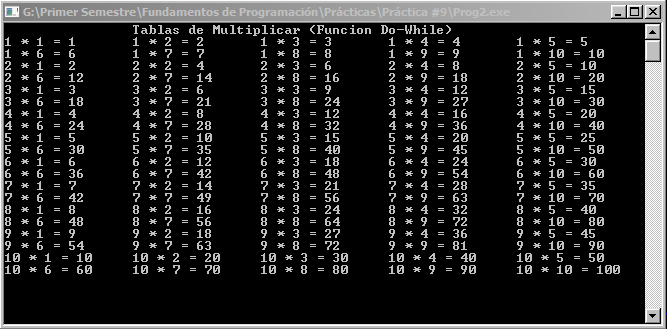 G:\Primer Semestre\Fundamentos de Programación\Prácticas\Práctica #9\Prog2.exe
Tablas de Multiplicar (Funcion Do-While)
1 * 1 = 1 1 * 2 = 2 1 * 3 = 3 1 * 4 = 4 1 * 5 = 5
1 * 6 = 6 1 * 7 = 7 1 * 8 = 8 1 * 9 = 9 1 * 10 = 10
2 * 1 = 2 2 * 2 = 4 2 * 3 = 6 2 * 4 = 8 2 * 5 = 10
2 * 6 = 12 2 * 7 = 14 2 * 8 = 16 2 * 9 = 18 2 * 10 = 20
3 * 1 = 3 3 * 2 = 6 3 * 3 = 9 3 * 4 = 12 3 * 5 = 15
3 * 6 = 18 3 * 7 = 21 3 * 8 = 24 3 * 9 = 27 3 * 10 = 30
4 * 1 = 4 4 * 2 = 8 4 * 3 = 12 4 * 4 = 16 4 * 5 = 20
4 * 6 = 24 4 * 7 = 28 4 * 8 = 32 4 * 9 = 36 4 * 10 = 40
5 * 1 = 5 5 * 2 = 10 5 * 3 = 15 5 * 4 = 20 5 * 5 = 25
5 * 6 = 30 5 * 7 = 35 5 * 8 = 40 5 * 9 = 45 5 * 10 = 50
6 * 1 = 6 6 * 2 = 12 6 * 3 = 18 6 * 4 = 24 6 * 5 = 30
6 * 6 = 36 6 * 7 = 42 6 * 8 = 48 6 * 9 = 54 6 * 10 = 60
7 * 1 = 7 7 * 2 = 14 7 * 3 = 21 7 * 4 = 28 7 * 5 = 35
7 * 6 = 42 7 * 7 = 49 7 * 8 = 56 7 * 9 = 63 7 * 10 = 70
8 * 1 = 8 8 * 2 = 16 8 * 3 = 24 8 * 4 = 32 8 * 5 = 40
8 * 6 = 48 8 * 7 = 56 8 * 8 = 64 8 * 9 = 72 8 * 10 = 80
9 * 1 = 9 9 * 2 = 18 9 * 3 = 27 9 * 4 = 36 9 * 5 = 45
9 * 6 = 54 9 * 7 = 63 9 * 8 = 72 9 * 9 = 81 9 * 10 = 90
10 * 1 = 10 10 * 2 = 20 10 * 3 = 30 10 * 4 = 40 10 * 5 = 50
10 * 6 = 60 10 * 7 = 70 10 * 8 = 80 10 * 9 = 90 10 * 10 = 100